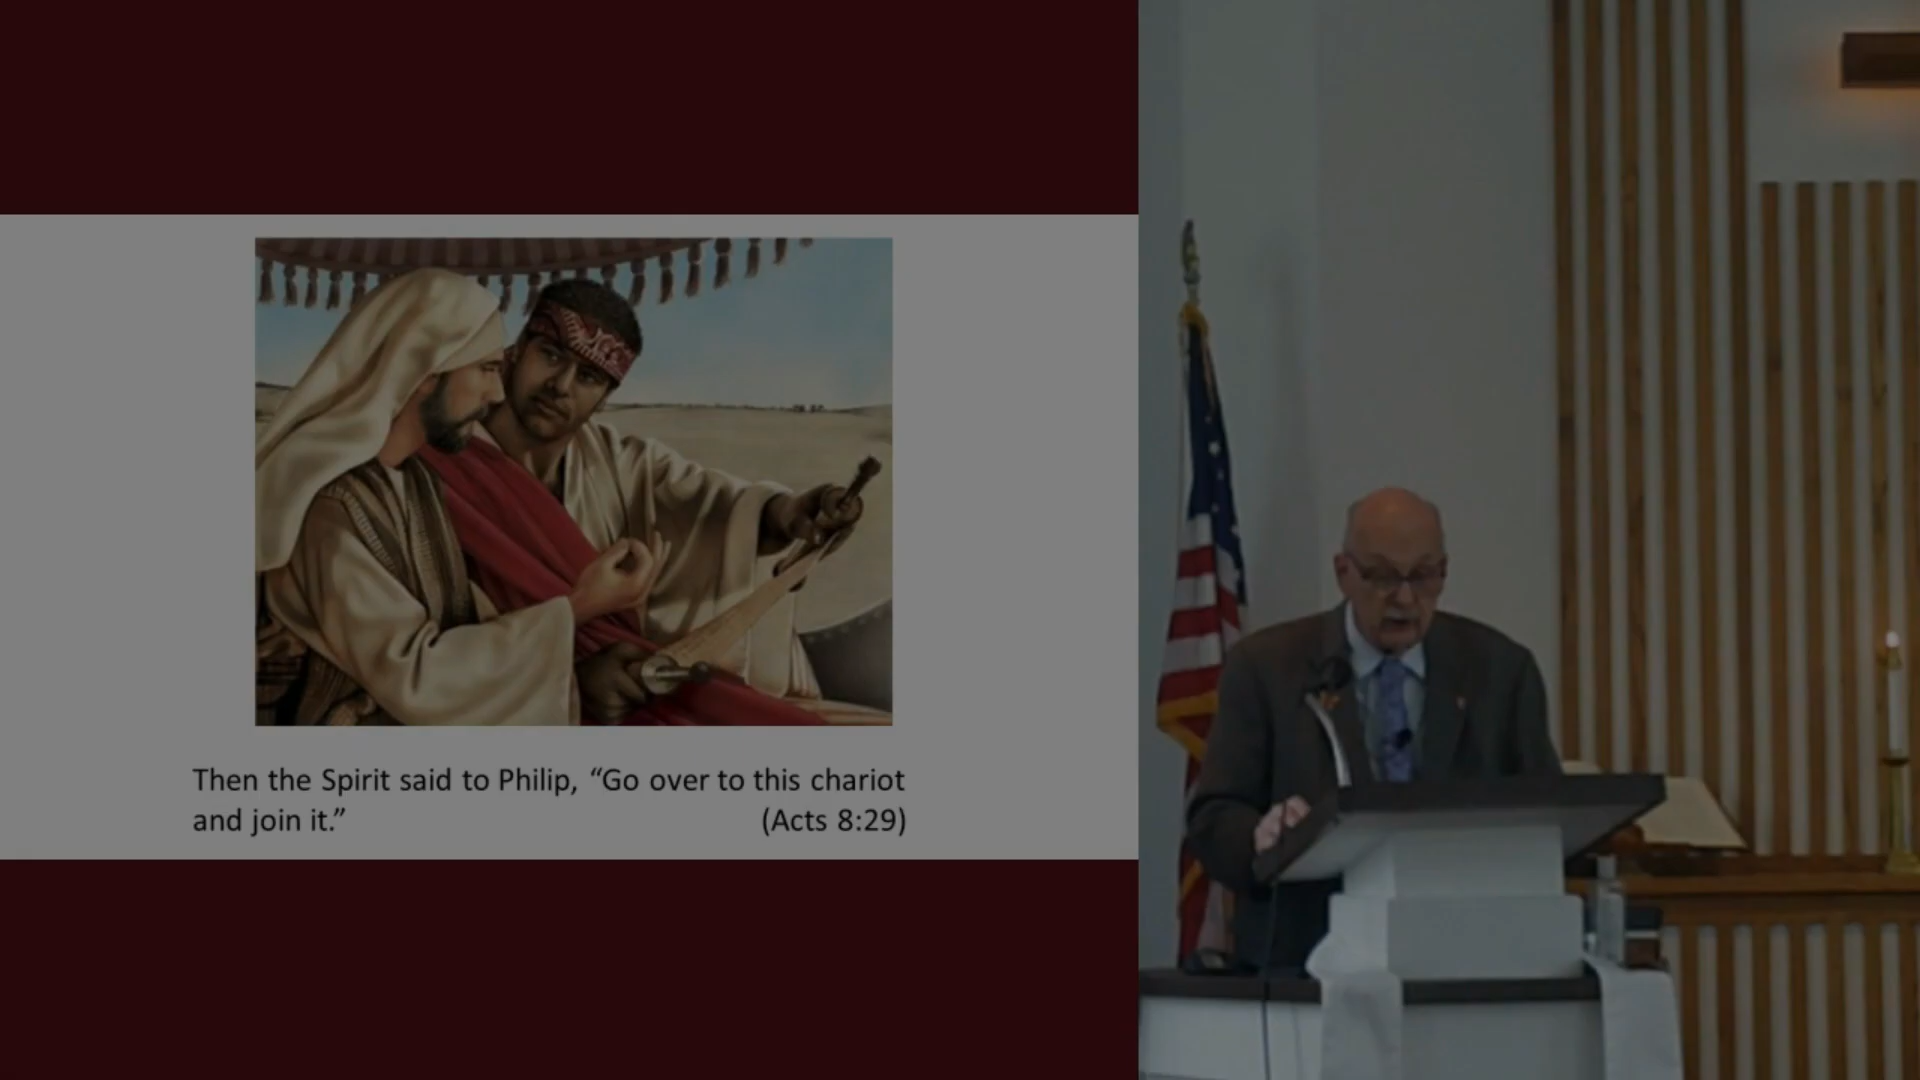 Then the Spirit said to Philip, “Go over to this chariot
and join it.” (Acts 8:29)